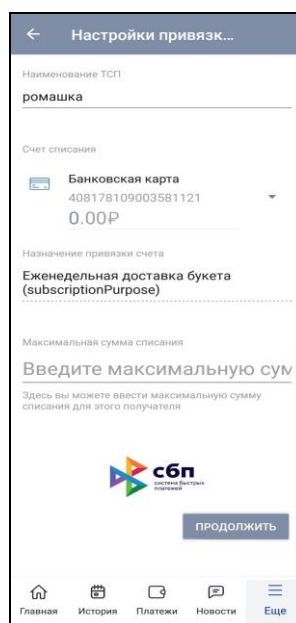 Настройки привязк...
Наименование ТСП
ромашка
Счет списания
Банковская карта
408178109003581121
0.00₽
Назначение привязки счета
Еженедельная доставка букета
(subscriptionPurpose)
Максимальная сумма списания
Введите максимальную сум
Здесь вы можете ввести максимальную сумму
списания для этого получателя
сбп
система быстрых
платежей
ПРОДОЛЖИТЬ
Главная История Платежи Новости Еще